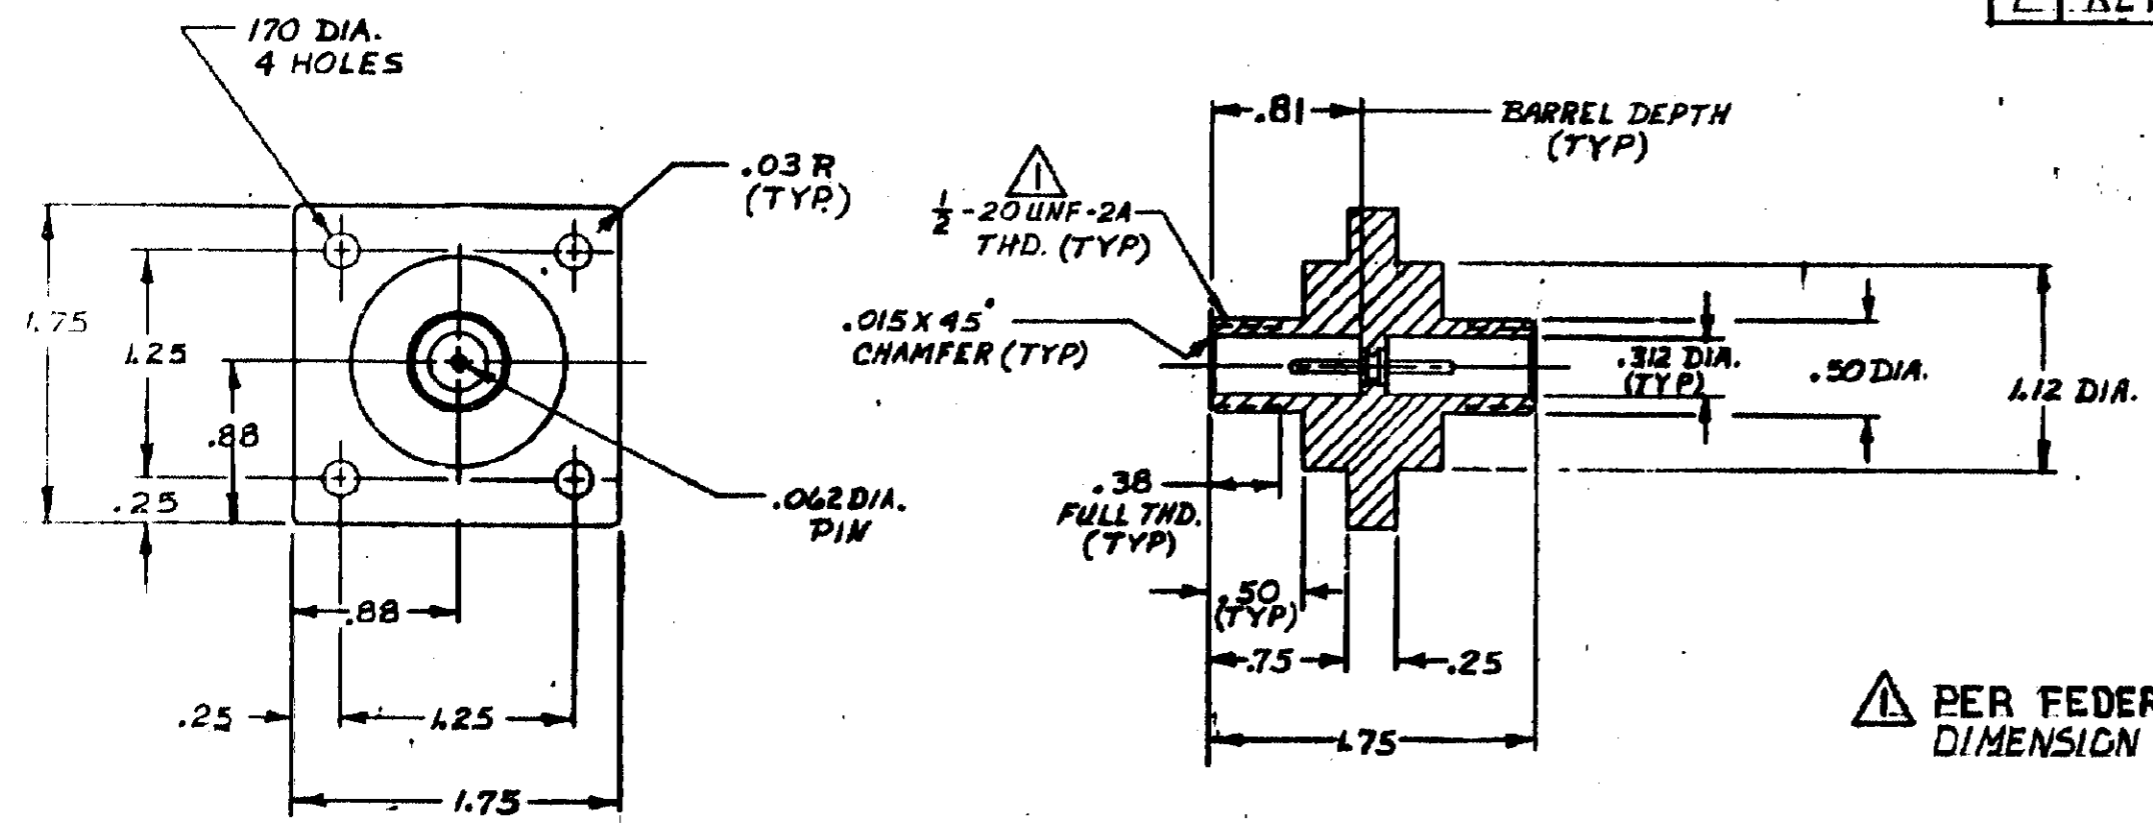 .170 DIA.
4 HOLES
.03 R
(TYP.)
1.75
1.25
.88
.25
.062 DIA.
PIN
.88
.25
1.25
1.75
.81
BARREL DEPTH
(TYP)
1
1/2-20 UNF-2A
THD. (TYP)
.015 X 45°
CHAMFER (TYP)
.312 DIA.
(TYP)
.50 DIA.
1.12 DIA.
.38
FULL THD.
(TYP)
.50
(TYP)
.75
.25
1.75
1 PER FEDER
DIMENSION